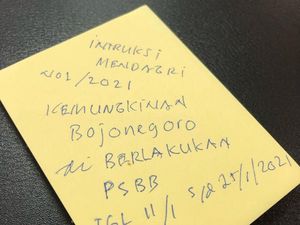 INTRUKSI
MENDAGRI
NO1/2021
KEMUNGKINAN
Bojonegoro
di BERLAKUKAN
PSBB
TGL 11/1 s/d 25/1/2021